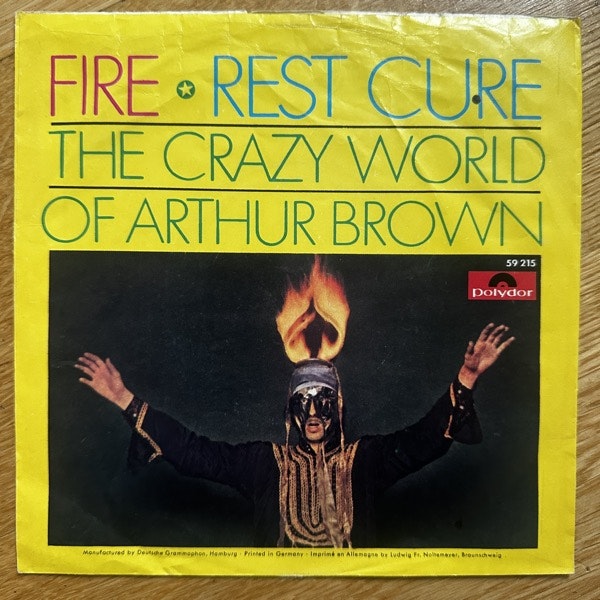 FIRE ★ REST CURE
THE CRAZY WORLD
OF ARTHUR BROWN
59 215
Polydor
Manufactured by Deutsche Grammophon, Hamburg · Printed in Germany · Imprimé en Allemagne by Ludwig Fr. Noltemeyer, Braunschweig